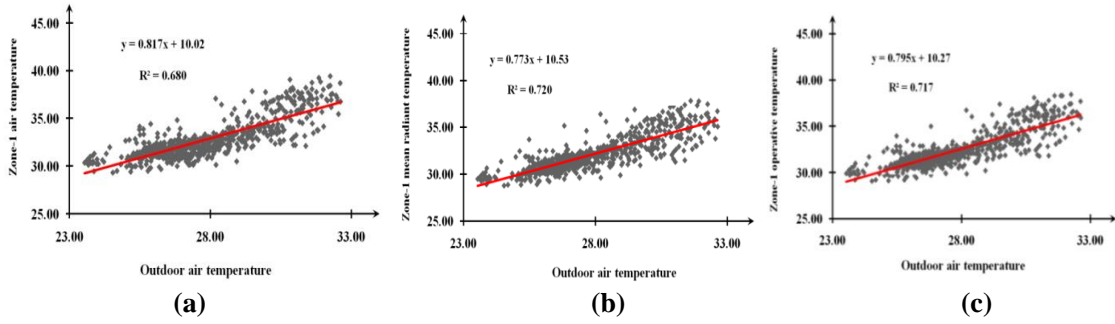 45.00
40.00
35.00
30.00
25.00
Zone-1 air temperature
y = 0.817x + 10.02
R² = 0.680
23.00 28.00 33.00
Outdoor air temperature
(a)
45.00
40.00
35.00
30.00
25.00
Zone-1 mean radiant temperature
y = 0.773x + 10.53
R² = 0.720
23.00 28.00 33.00
Outdoor air temperature
(b)
45.00
40.00
35.00
30.00
25.00
Zone-1 operative temperature
y = 0.795x + 10.27
R² = 0.717
23.00 28.00 33.00
Outdoor air temperature
(c)